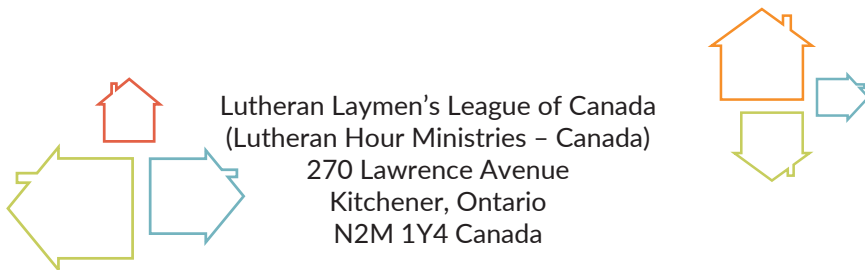 Lutheran Laymen’s League of Canada
(Lutheran Hour Ministries – Canada)
270 Lawrence Avenue
Kitchener, Ontario
N2M 1Y4 Canada